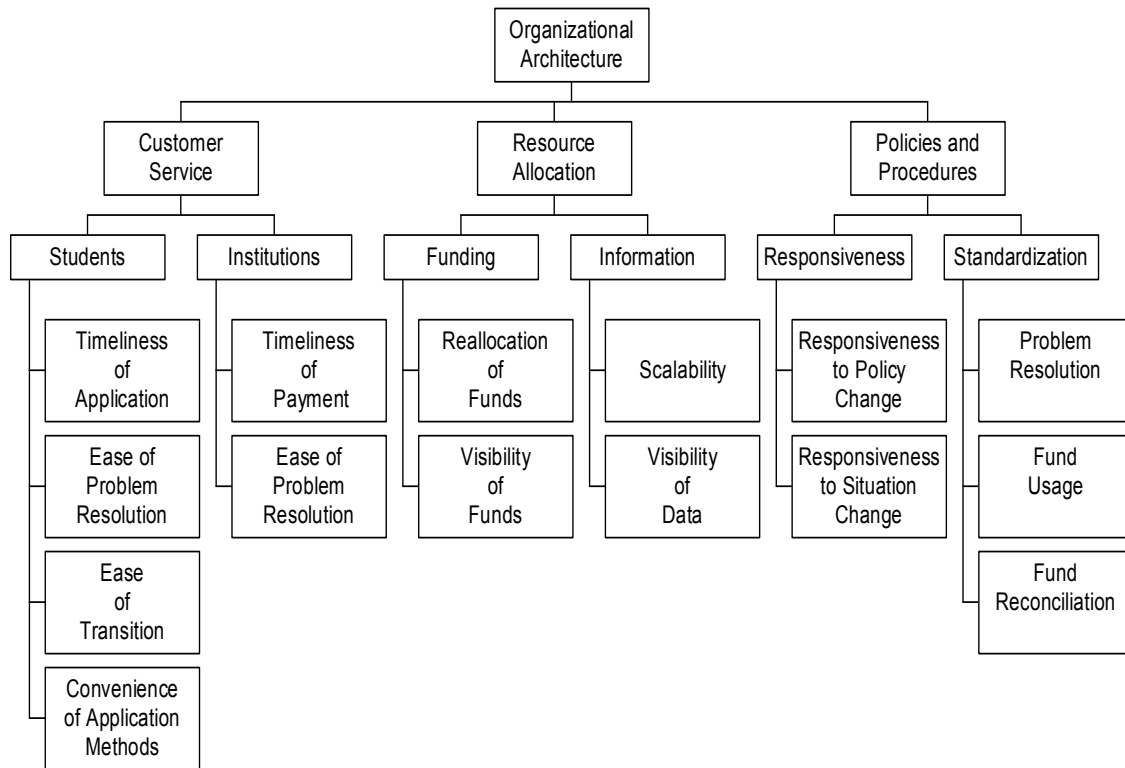 Organizational
Architecture
Customer
Service
Resource
Allocation
Policies and
Procedures
Students
Institutions
Funding
Information
Responsiveness
Standardization
Timeliness
of
Application
Timeliness
of
Payment
Reallocation
of
Funds
Scalability
Responsiveness
to Policy
Change
Problem
Resolution
Ease of
Problem
Resolution
Ease of
Problem
Resolution
Visibility
of
Funds
Visibility
of
Data
Responsiveness
to Situation
Change
Fund
Usage
Ease
of
Transition
Fund
Reconciliation
Convenience
of Application
Methods